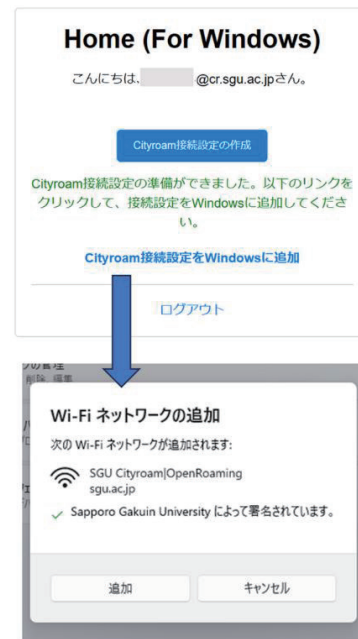 Home (For Windows)
こんにちは. @cr.sgu.ac.jpさん。
Cityroam接続設定の作成
Cityroam接続設定の準備ができました。以下のリンクを
クリックして、接続設定をWindowsに追加してくださ
い。
Cityroam接続設定をWindowsに追加
ログアウト
の管理
削除、編集
Wi-Fi ネットワークの追加
次の Wi-Fi ネットワークが追加されます:
SGU Cityroam|OpenRoaming
sgu.ac.jp
Sapporo Gakuin University によって署名されています。
追加
キャンセル